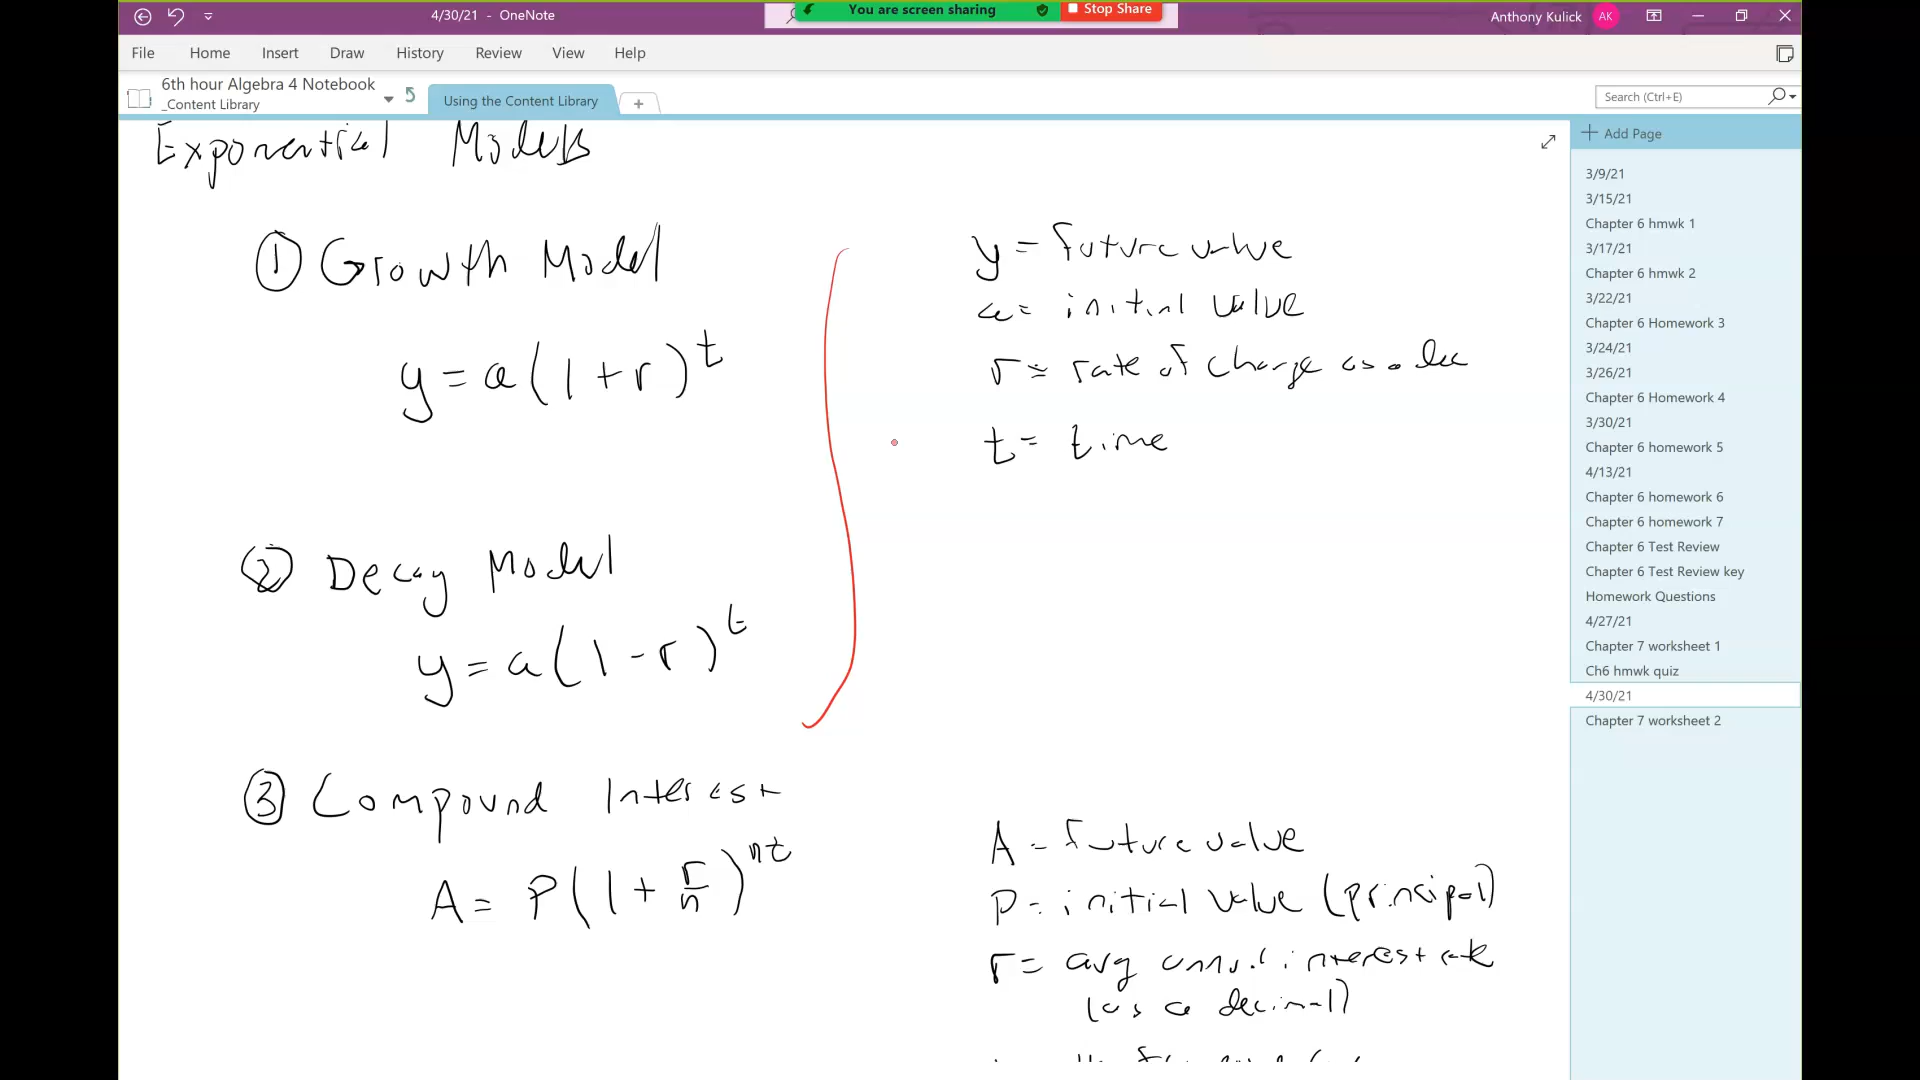 4/30/21 - OneNote
You are screen sharing
Stop Share
Anthony Kulick
AK
File Home Insert Draw History Review View Help
6th hour Algebra 4 Notebook
_Content Library
Using the Content Library
+
Search (Ctrl+E)
Add Page
3/9/21
3/15/21
Chapter 6 hmwk 1
3/17/21
Chapter 6 hmwk 2
3/22/21
Chapter 6 Homework 3
3/24/21
3/26/21
Chapter 6 Homework 4
3/30/21
Chapter 6 homework 5
4/13/21
Chapter 6 homework 6
Chapter 6 homework 7
Chapter 6 Test Review
Chapter 6 Test Review key
Homework Questions
4/27/21
Chapter 7 worksheet 1
Ch6 hmwk quiz
4/30/21
Chapter 7 worksheet 2
Exponential Models
① Growth Model
y = a(1+r)^t
y = future value
a = initial value
r = rate of change as a dec
t = time
② Decay Model
y = a(1-r)^t
③ Compound Interest
A = P(1 + r/n)^nt
A - future value
P = initial value (principal)
r = avg annual interest rate
(as a decimal)